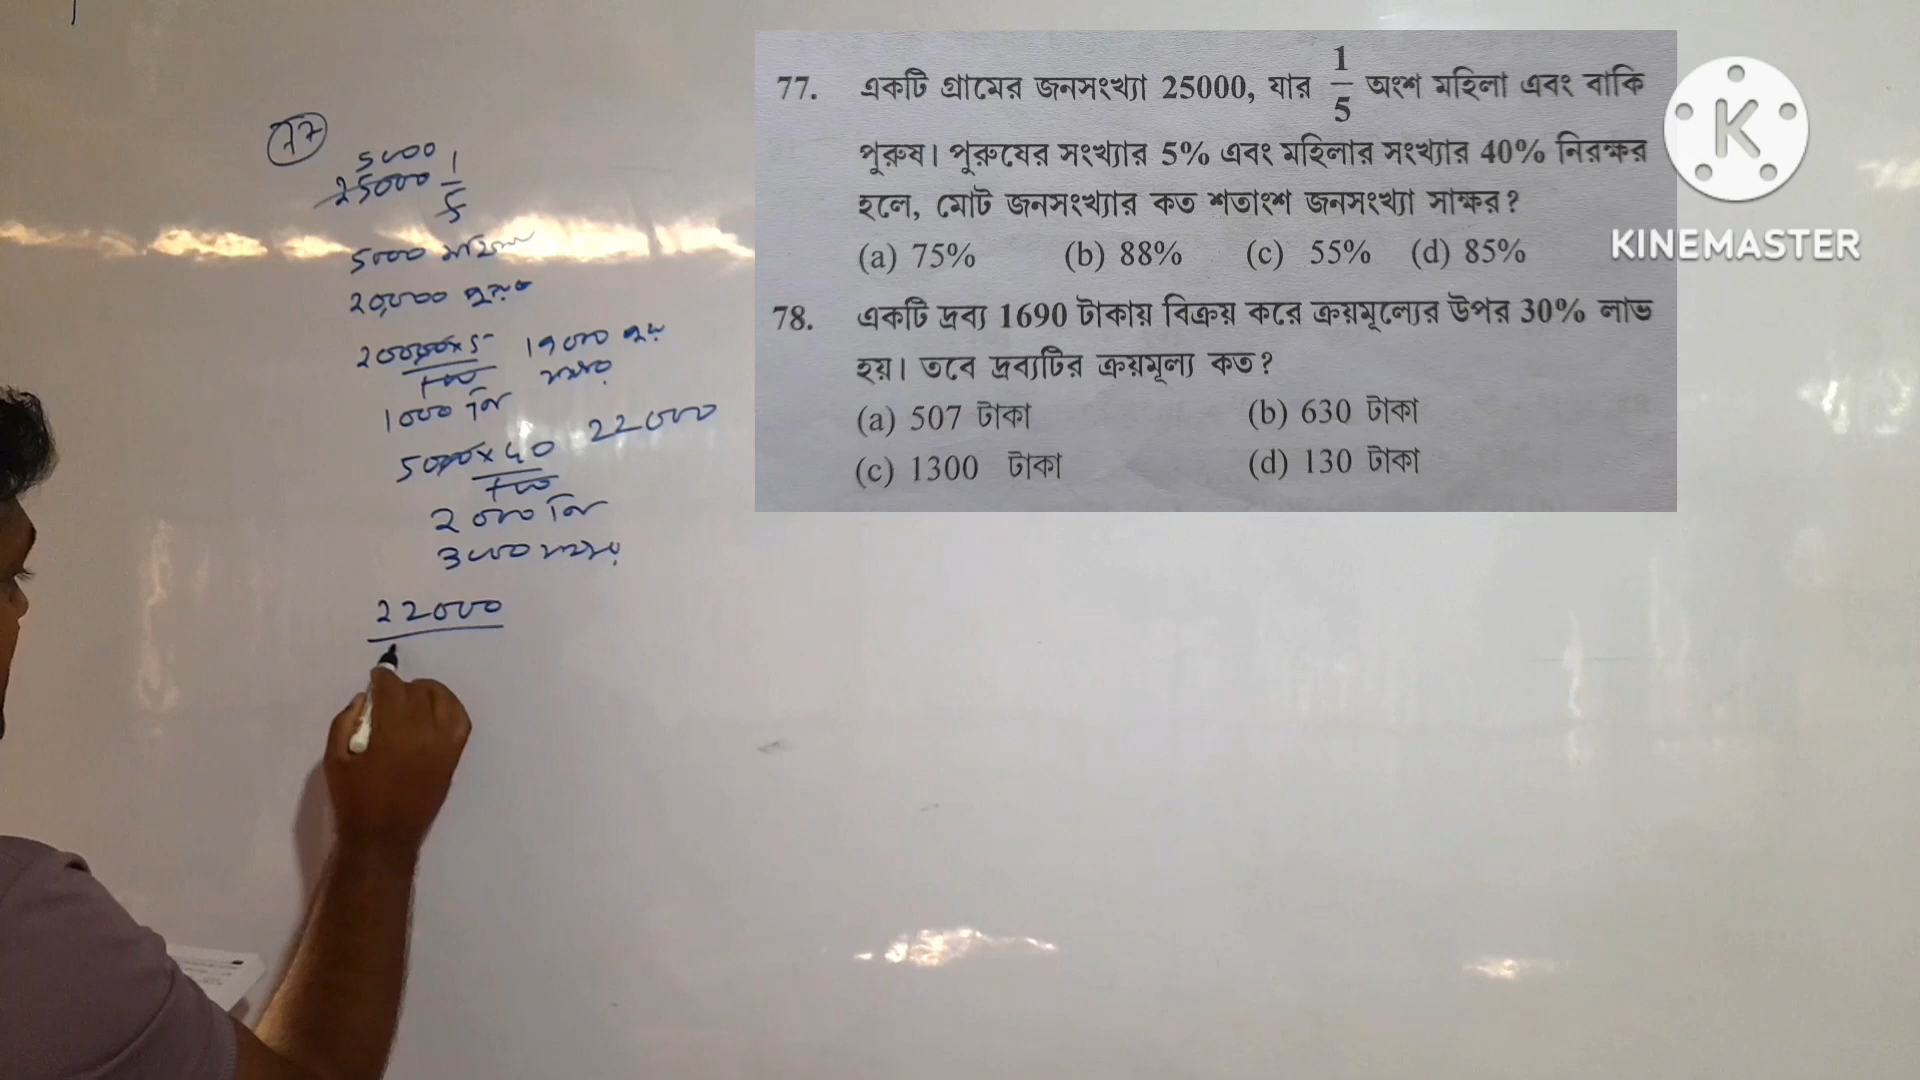 77
5000
25000 1/5
5000 মহিলা
20,000 পুরুষ
20000×5/100 19000 পুঃ
1000 নি
22000
5000×40/100
2000 নি
3000 সাক্ষর
22000
77. একটি গ্রামের জনসংখ্যা 25000, যার 1/5 অংশ মহিলা এবং বাকি
পুরুষ। পুরুষের সংখ্যার 5% এবং মহিলার সংখ্যার 40% নিরক্ষর
হলে, মোট জনসংখ্যার কত শতাংশ জনসংখ্যা সাক্ষর?
(a) 75% (b) 88% (c) 55% (d) 85%
78. একটি দ্রব্য 1690 টাকায় বিক্রয় করে ক্রয়মূল্যের উপর 30% লাভ
হয়। তবে দ্রব্যটির ক্রয়মূল্য কত?
(a) 507 টাকা (b) 630 টাকা
(c) 1300 টাকা (d) 130 টাকা
K
KINEMASTER